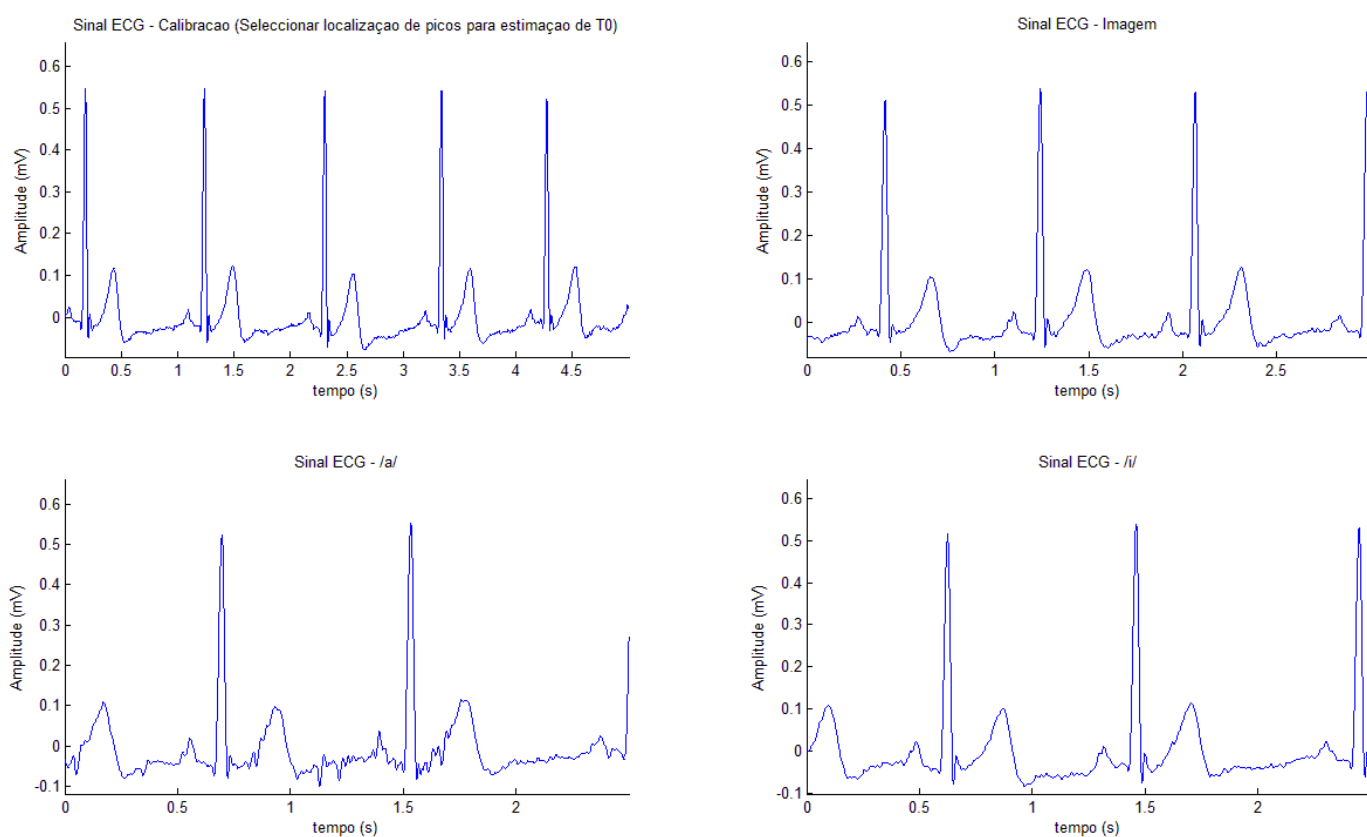 Sinal ECG - Calibracao (Seleccionar localizaçao de picos para estimaçao de T0)
0.6
0.5
0.4
0.3
0.2
0.1
0
Amplitude (mV)
0 0.5 1 1.5 2 2.5 3 3.5 4 4.5
tempo (s)
Sinal ECG - Imagem
0.6
0.5
0.4
0.3
0.2
0.1
0
Amplitude (mV)
0 0.5 1 1.5 2 2.5
tempo (s)
Sinal ECG - /a/
0.6
0.5
0.4
0.3
0.2
0.1
0
-0.1
Amplitude (mV)
0 0.5 1 1.5 2
tempo (s)
Sinal ECG - /i/
0.6
0.5
0.4
0.3
0.2
0.1
0
-0.1
Amplitude (mV)
0 0.5 1 1.5 2
tempo (s)